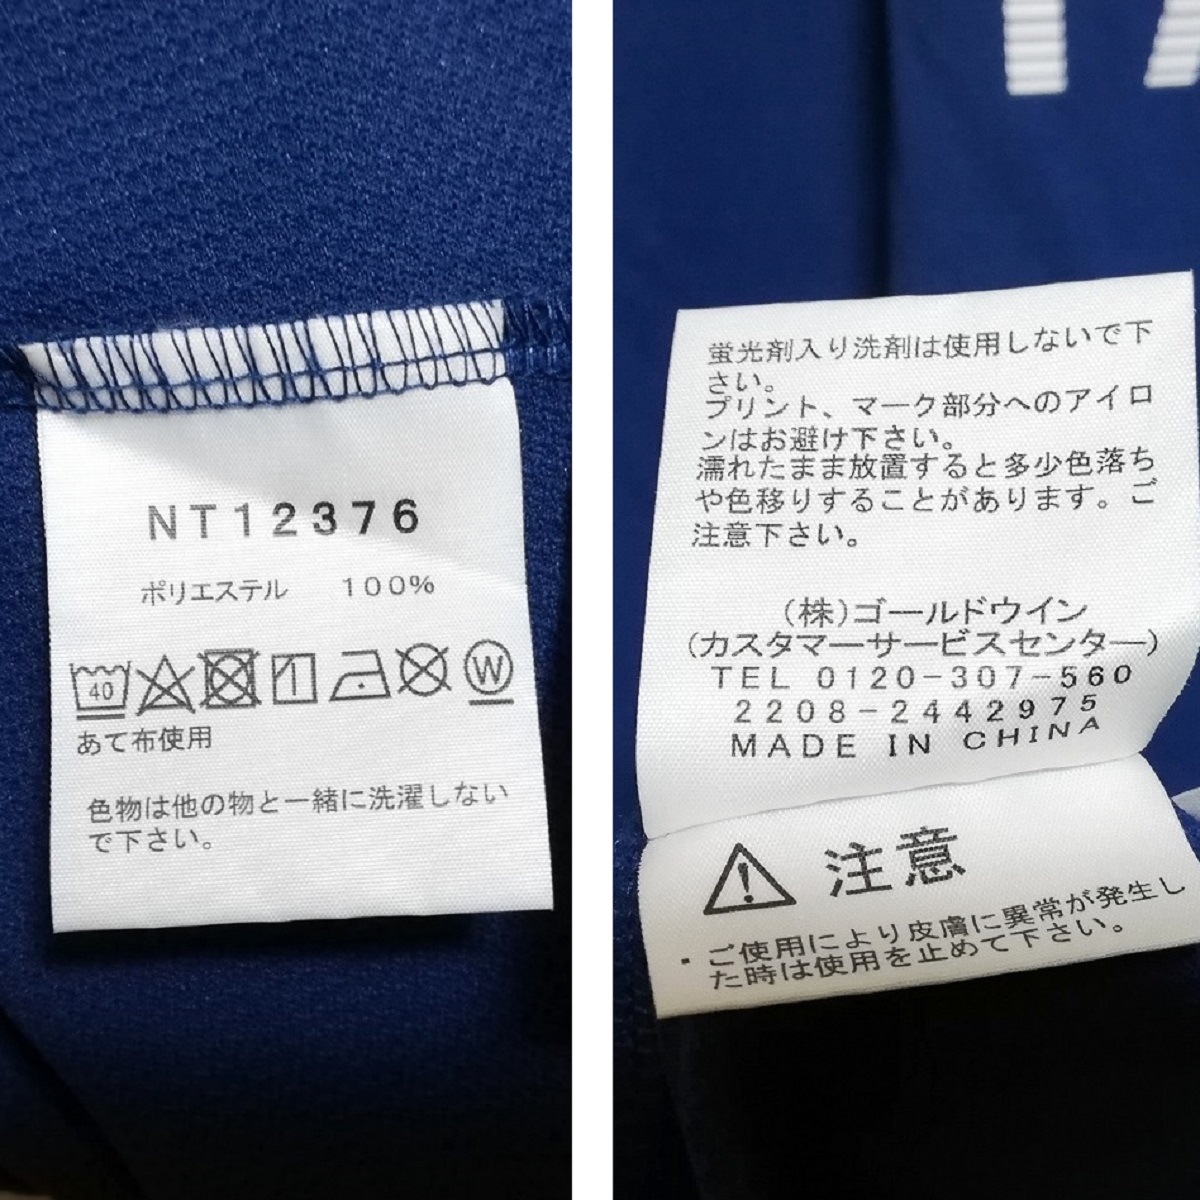 NT12376
ポリエステル 100%
40
W
あて布使用
色物は他の物と一緒に洗濯しない
で下さい。
蛍光剤入り洗剤は使用しないで下
さい。
プリント、マーク部分へのアイロ
ンはお避け下さい。
濡れたまま放置すると多少色落ち
や色移りすることがあります。ご
注意下さい。
(株)ゴールドウイン
(カスタマーサービスセンター)
TEL 0120-307-560
2208-2442975
MADE IN CHINA
注意
・ご使用により皮膚に異常が発生し
た時は使用を止めて下さい。